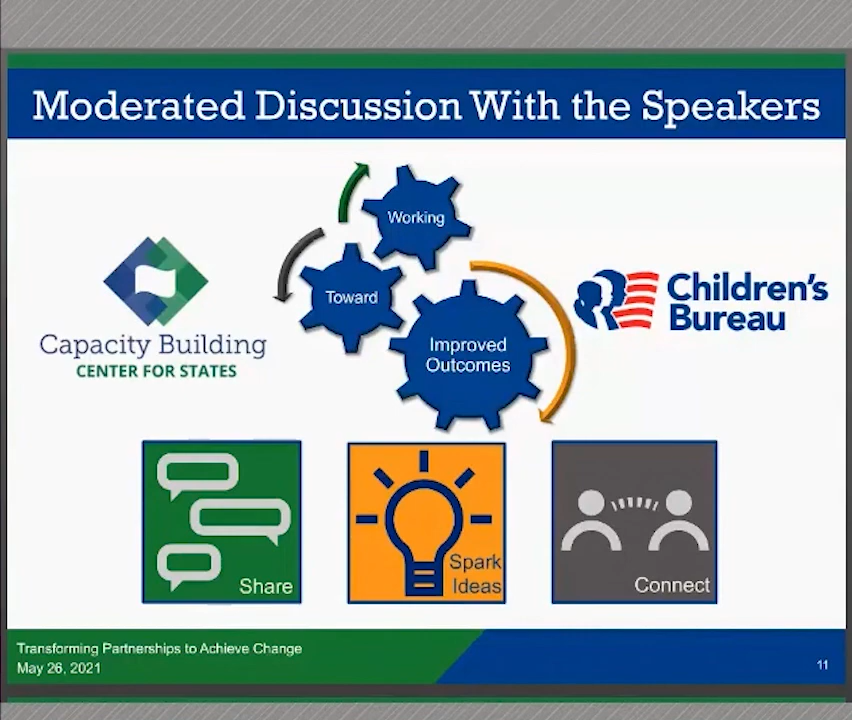 Moderated Discussion With the Speakers
Working
Toward
Improved
Outcomes
Capacity Building
CENTER FOR STATES
Children's
Bureau
Share
Spark
Ideas
Connect
Transforming Partnerships to Achieve Change
May 26, 2021
11